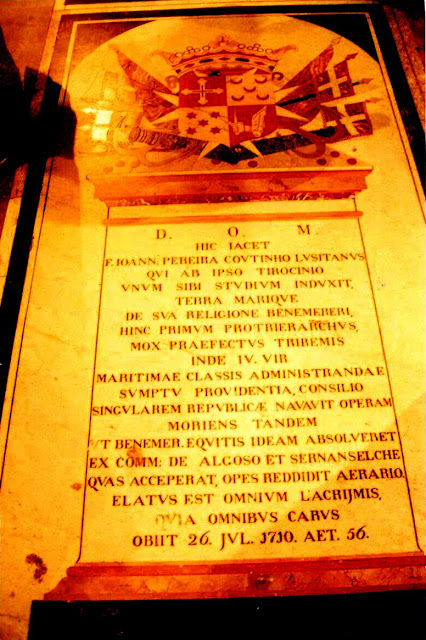 D. O. M.
HIC IACET
F. IOANN. PEREIRA COVTINHO LVSITANVS
QVI AB IPSO TIROCINIO
VNVM SIBI STVDIVM INDVXIT,
TERRA MARIQVE
DE SVA RELIGIONE BENEMERERI,
HINC PRIMVM PROTRIERARCHVS,
MOX PRAEFECTVS TRIREMIS
INDE IV. VIR
MARITIMAE CLASSIS ADMINISTRANDAE
SVMPTV PROVIDENTIA, CONSILIO
SINGVLAREM REPVBLICÆ NAVAVIT OPERAM
MORIENS TANDEM
VT BENEMER. EQVITIS IDEAM ABSOLVERET
EX COMM: DE ALGOSO ET SERNANSELCHE
QVAS ACCEPERAT, OPES REDDIDIT AERARIO.
ELATVS EST OMNIVM LACRIJMIS,
QVIA OMNIBVS CARVS
OBIIT 26. JVL. 1710. AET. 56.